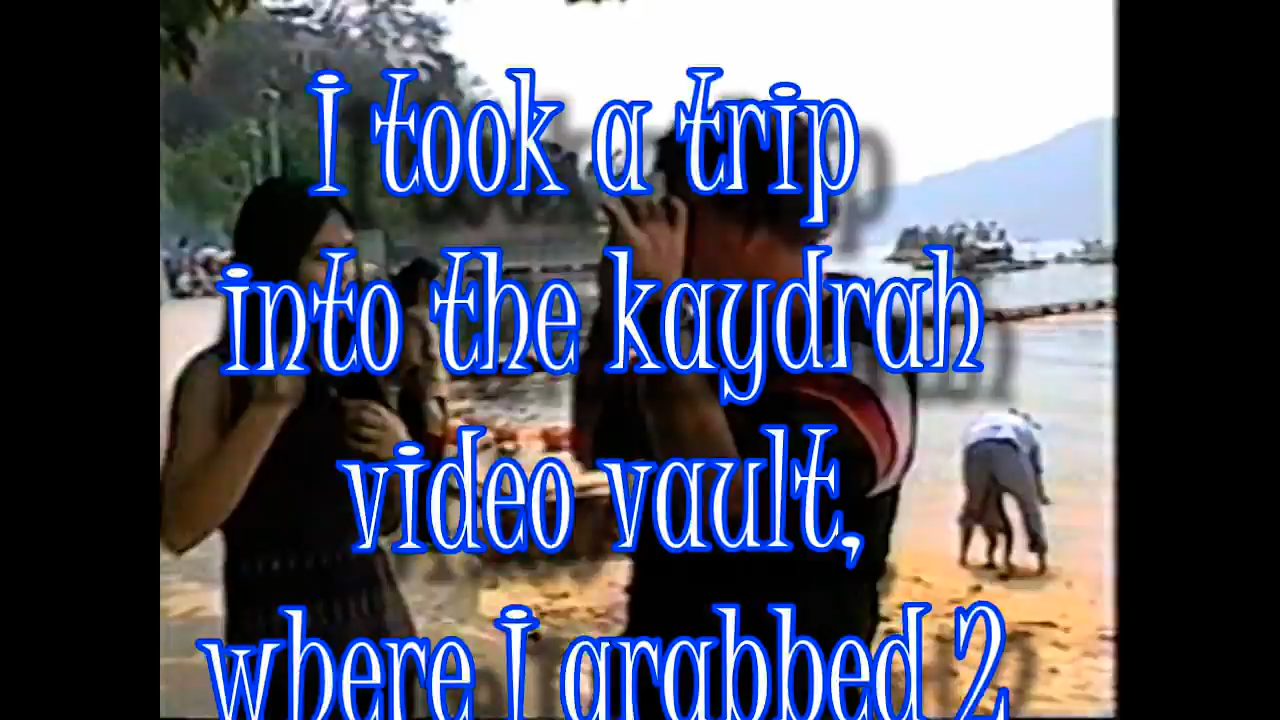 I took a trip
into the kaydrah
video vault,
where I grabbed 2